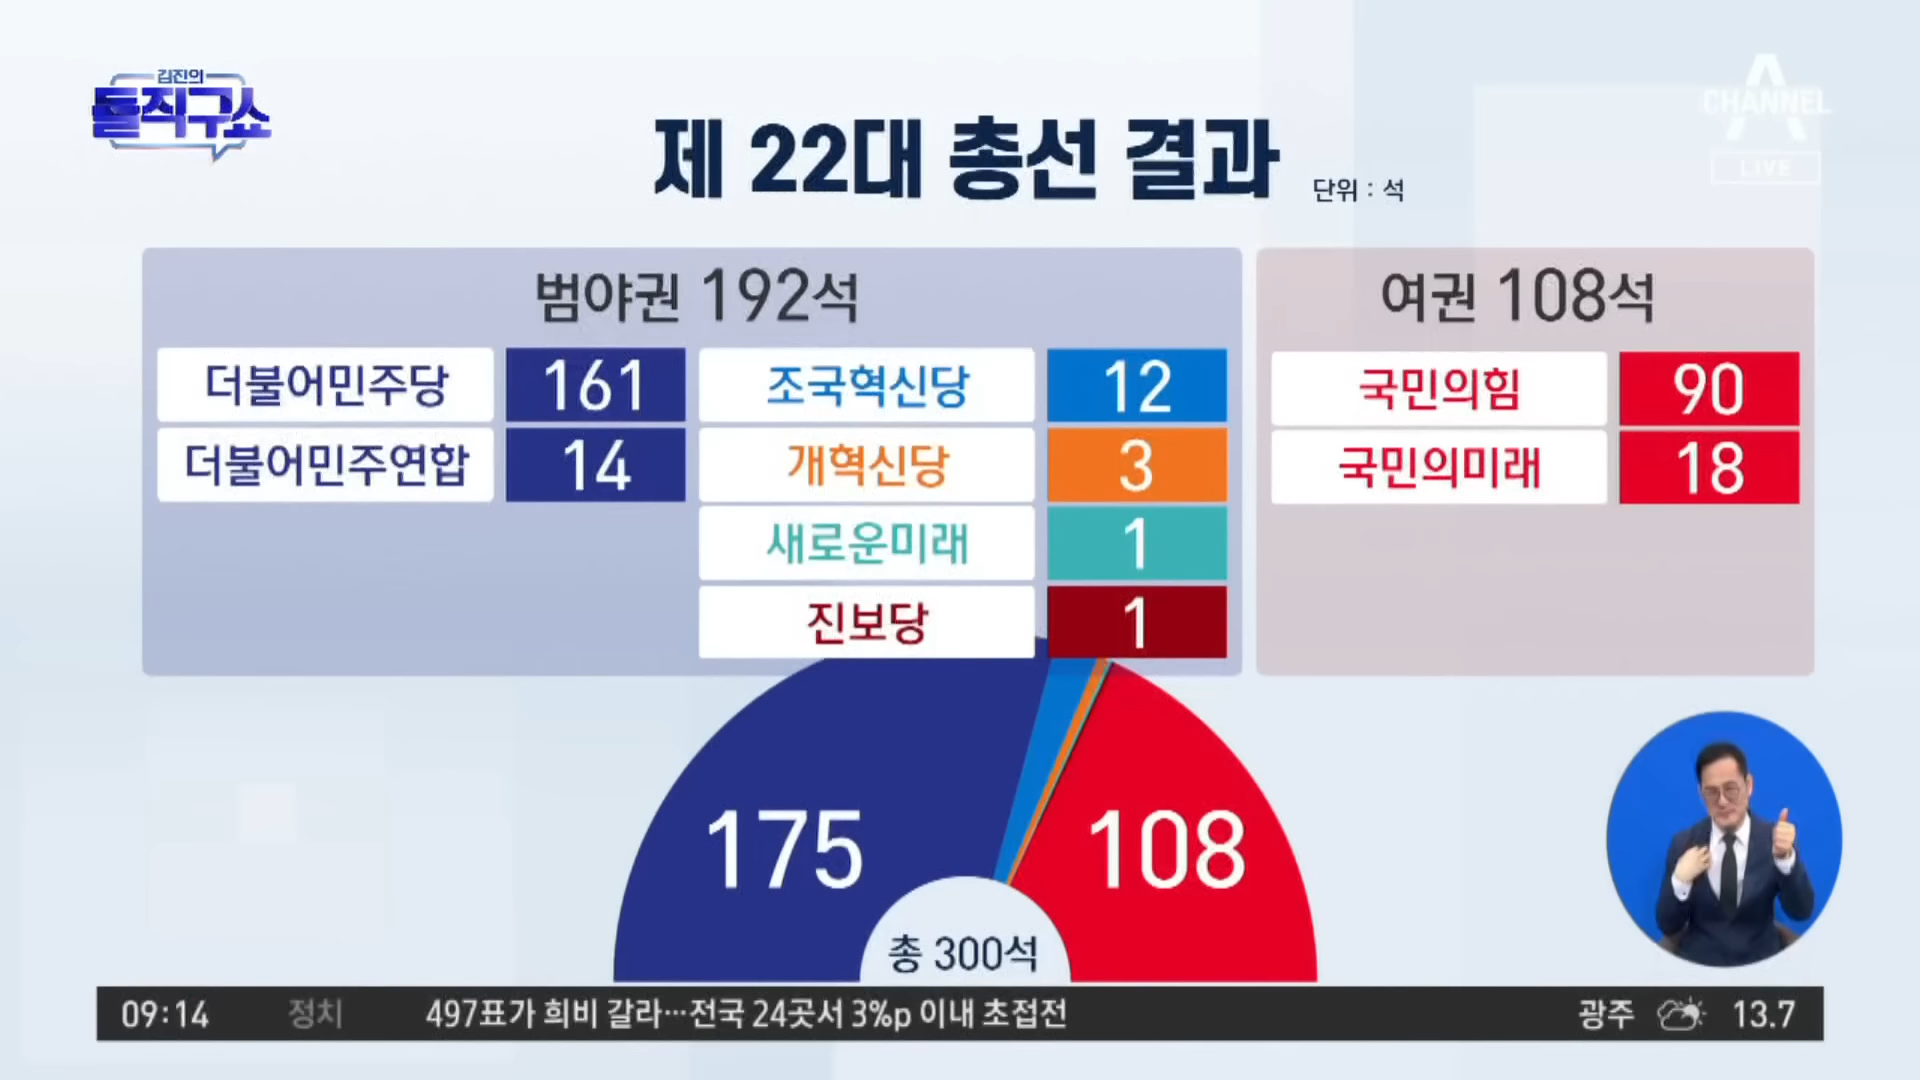 김진의
돌직구쇼
CHANNEL A
LIVE
제 22대 총선 결과
단위 : 석
범야권 192석
더불어민주당 161
더불어민주연합 14
조국혁신당 12
개혁신당 3
새로운미래 1
진보당 1
여권 108석
국민의힘 90
국민의미래 18
175
108
총 300석
09:14 정치 497표가 희비 갈라…전국 24곳서 3%p 이내 초접전 광주 13.7